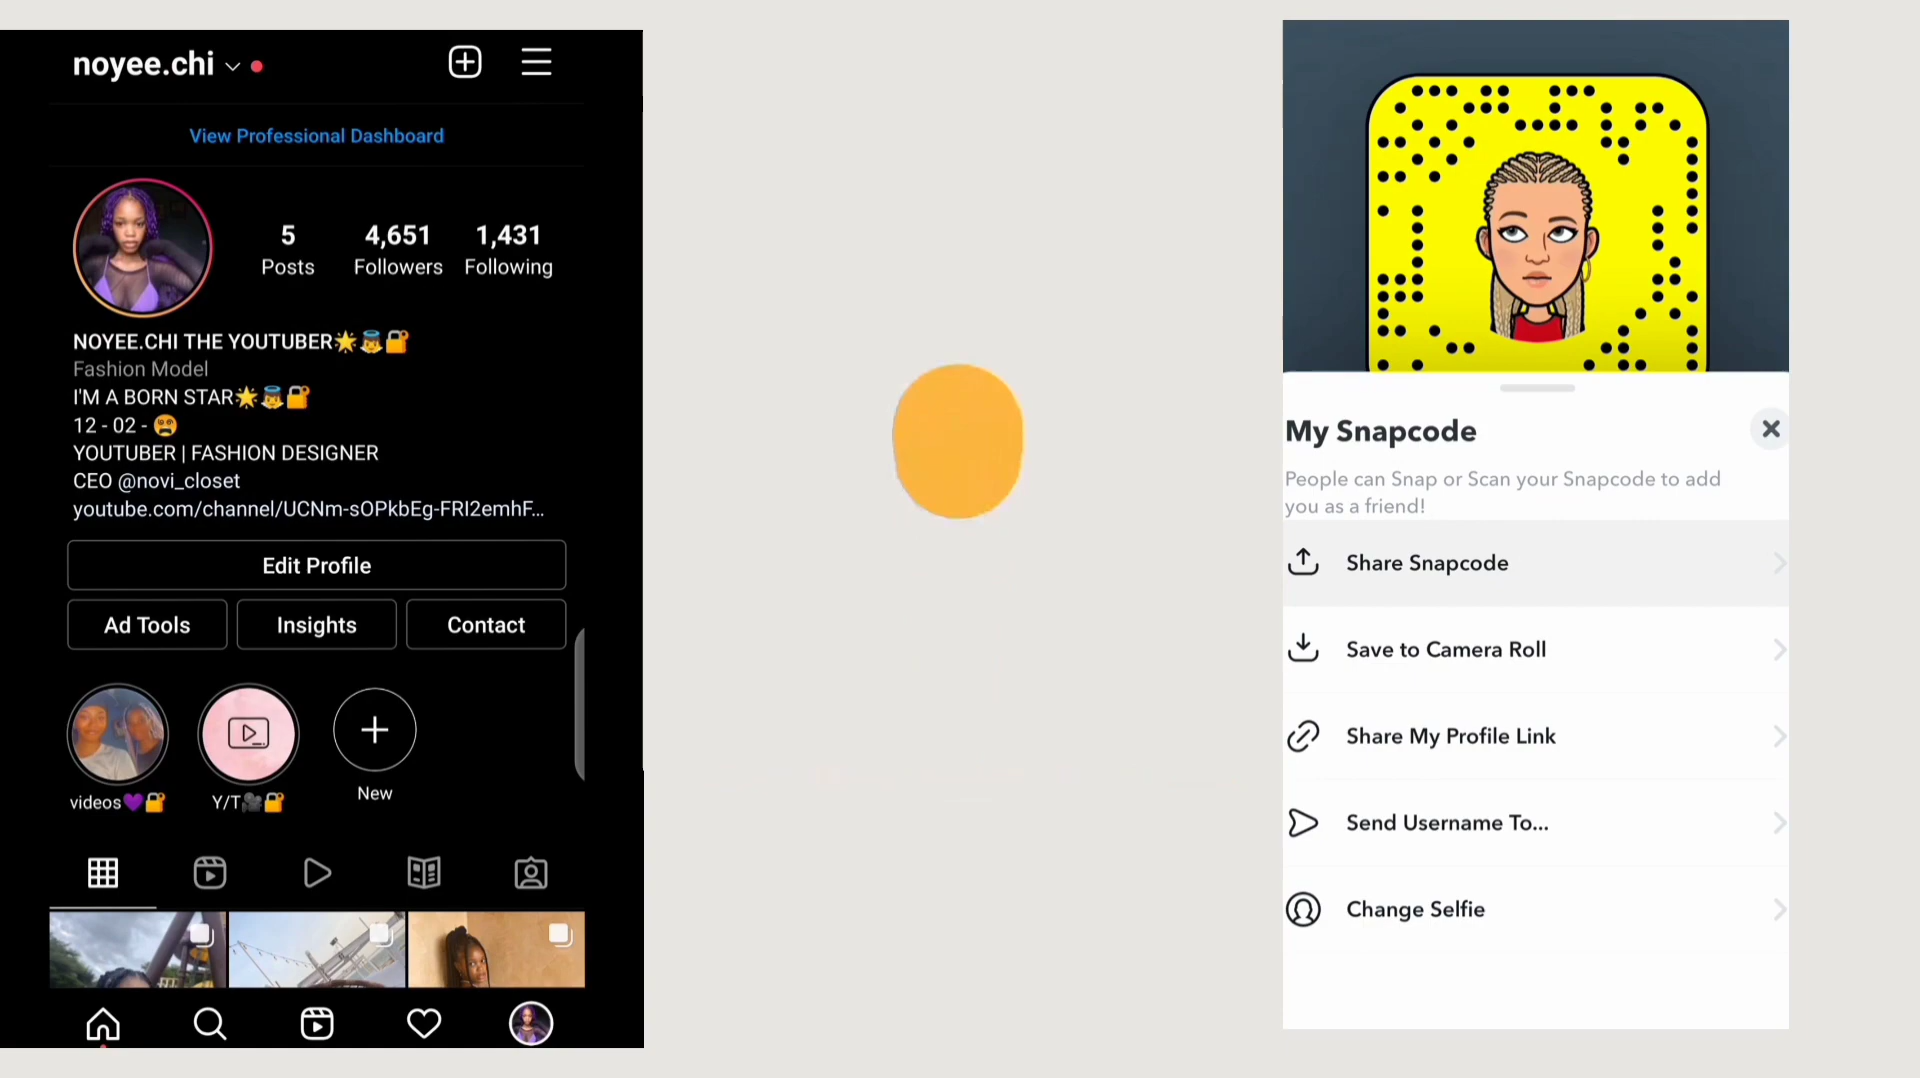 noyee.chi
View Professional Dashboard
5
Posts
4,651
Followers
1,431
Following
NOYEE.CHI THE YOUTUBER🌟👼🔐
Fashion Model
I'M A BORN STAR🌟👼🔐
12 - 02 - 😩
YOUTUBER | FASHION DESIGNER
CEO @novi_closet
youtube.com/channel/UCNm-sOPkbEg-FRI2emhF...
Edit Profile
Ad Tools
Insights
Contact
videos💜🔐
Y/T🎥🔐
New
My Snapcode
People can Snap or Scan your Snapcode to add
you as a friend!
Share Snapcode
Save to Camera Roll
Share My Profile Link
Send Username To...
Change Selfie